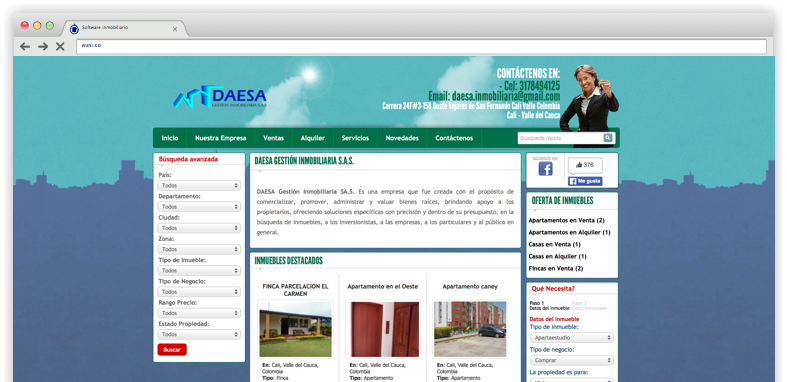 Software inmobiliario
wasi.co
DAESA
GESTIÓN INMOBILIARIA S.A.S.
CONTÁCTENOS EN:
- Cel: 3178494125
Email: daesa.inmobiliaria@gmail.com
Carrera 24F#3-150 Oeste Tejares de San Fernando Cali Valle Colombia
Cali - Valle del Cauca
Inicio Nuestra Empresa Ventas Alquiler Servicios Novedades Contáctenos
Busqueda rápida
Búsqueda avanzada
País:
Todos
Departamento:
Todos
Ciudad:
Todos
Zona:
Todos
Tipo de Imueble:
Todos
Tipo de Negocio:
Todos
Rango Precio:
Todos
Estado Propiedad:
Todos
Buscar
DAESA GESTIÓN INMOBILIARIA S.A.S.
DAESA Gestión Inmobiliaria SA.S. Es una empresa que fue creada con el propósito de
comercializar, promover, administrar y valuar bienes raíces, brindando apoyo a los
propietarios, ofreciendo soluciones específicas con precisión y dentro de su presupuesto, en la
búsqueda de inmuebles, a los inversionistas, a las empresas, a los particulares y al público en
general.
INMUEBLES DESTACADOS
FINCA PARCELACION EL
CARMEN
En: Cali, Valle del Cauca,
Colombia
Tipo: Finca
Apartamento en el Oeste
En: Cali, Valle del Cauca,
Colombia
Tipo: Apartamento
Apartamento caney
En: Cali, Valle del Cauca,
Colombia
Tipo: Apartamento
SIGUENOS EN:
376
Me gusta
OFERTA DE INMUEBLES
Apartamentos en Venta (2)
Apartamentos en Alquiler (2)
Casas en Venta (1)
Casas en Alquiler (2)
Fincas en Venta (2)
Qué Necesita?
Paso 1 Paso 2
Datos del Inmueble Datos Personales
Datos del Inmueble
Tipo de inmueble:
Apartaestudio
Tipo de negocio:
Comprar
La propiedad es para: